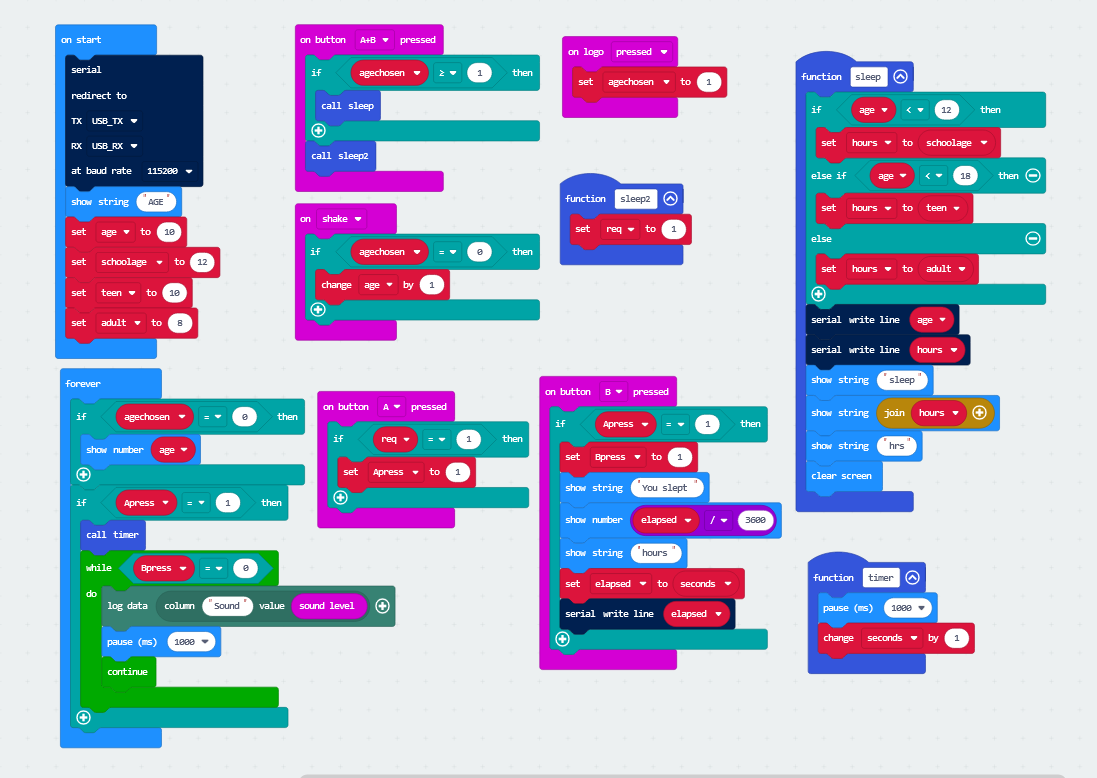 on start
serial
redirect to
TX USB_TX
RX USB_RX
at baud rate 115200
show string "AGE"
set age to 10
set schoolage to 12
set teen to 10
set adult to 8
on button A+B pressed
if agechosen ≥ 1 then
call sleep
call sleep2
on shake
if agechosen = 0 then
change age by 1
on logo pressed
set agechosen to 1
function sleep2
set req to 1
function sleep
if age < 12 then
set hours to schoolage
else if age < 18 then
set hours to teen
else
set hours to adult
serial write line age
serial write line hours
show string "sleep"
show string join hours
show string "hrs"
clear screen
forever
if agechosen = 0 then
show number age
if Apress = 1 then
call timer
while Bpress = 0
do log data column "Sound" value sound level
pause (ms) 1000
continue
on button A pressed
if req = 1 then
set Apress to 1
on button B pressed
if Apress = 1 then
set Bpress to 1
show string "You slept"
show number elapsed / 3600
show string "hours"
set elapsed to seconds
serial write line elapsed
function timer
pause (ms) 1000
change seconds by 1